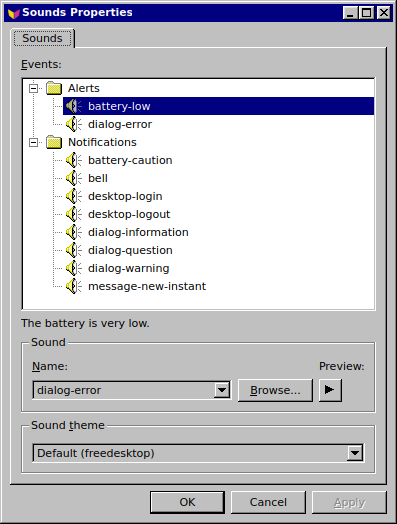 Sounds Properties
Sounds
Events:
Alerts
battery-low
dialog-error
Notifications
battery-caution
bell
desktop-login
desktop-logout
dialog-information
dialog-question
dialog-warning
message-new-instant
The battery is very low.
Sound
Name: Preview:
dialog-error Browse...
Sound theme
Default (freedesktop)
OK Cancel Apply